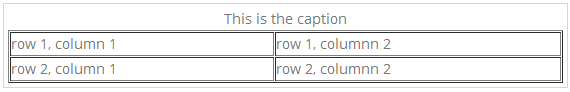 This is the caption
row 1, column 1 row 1, columnn 2
row 2, column 1 row 2, columnn 2